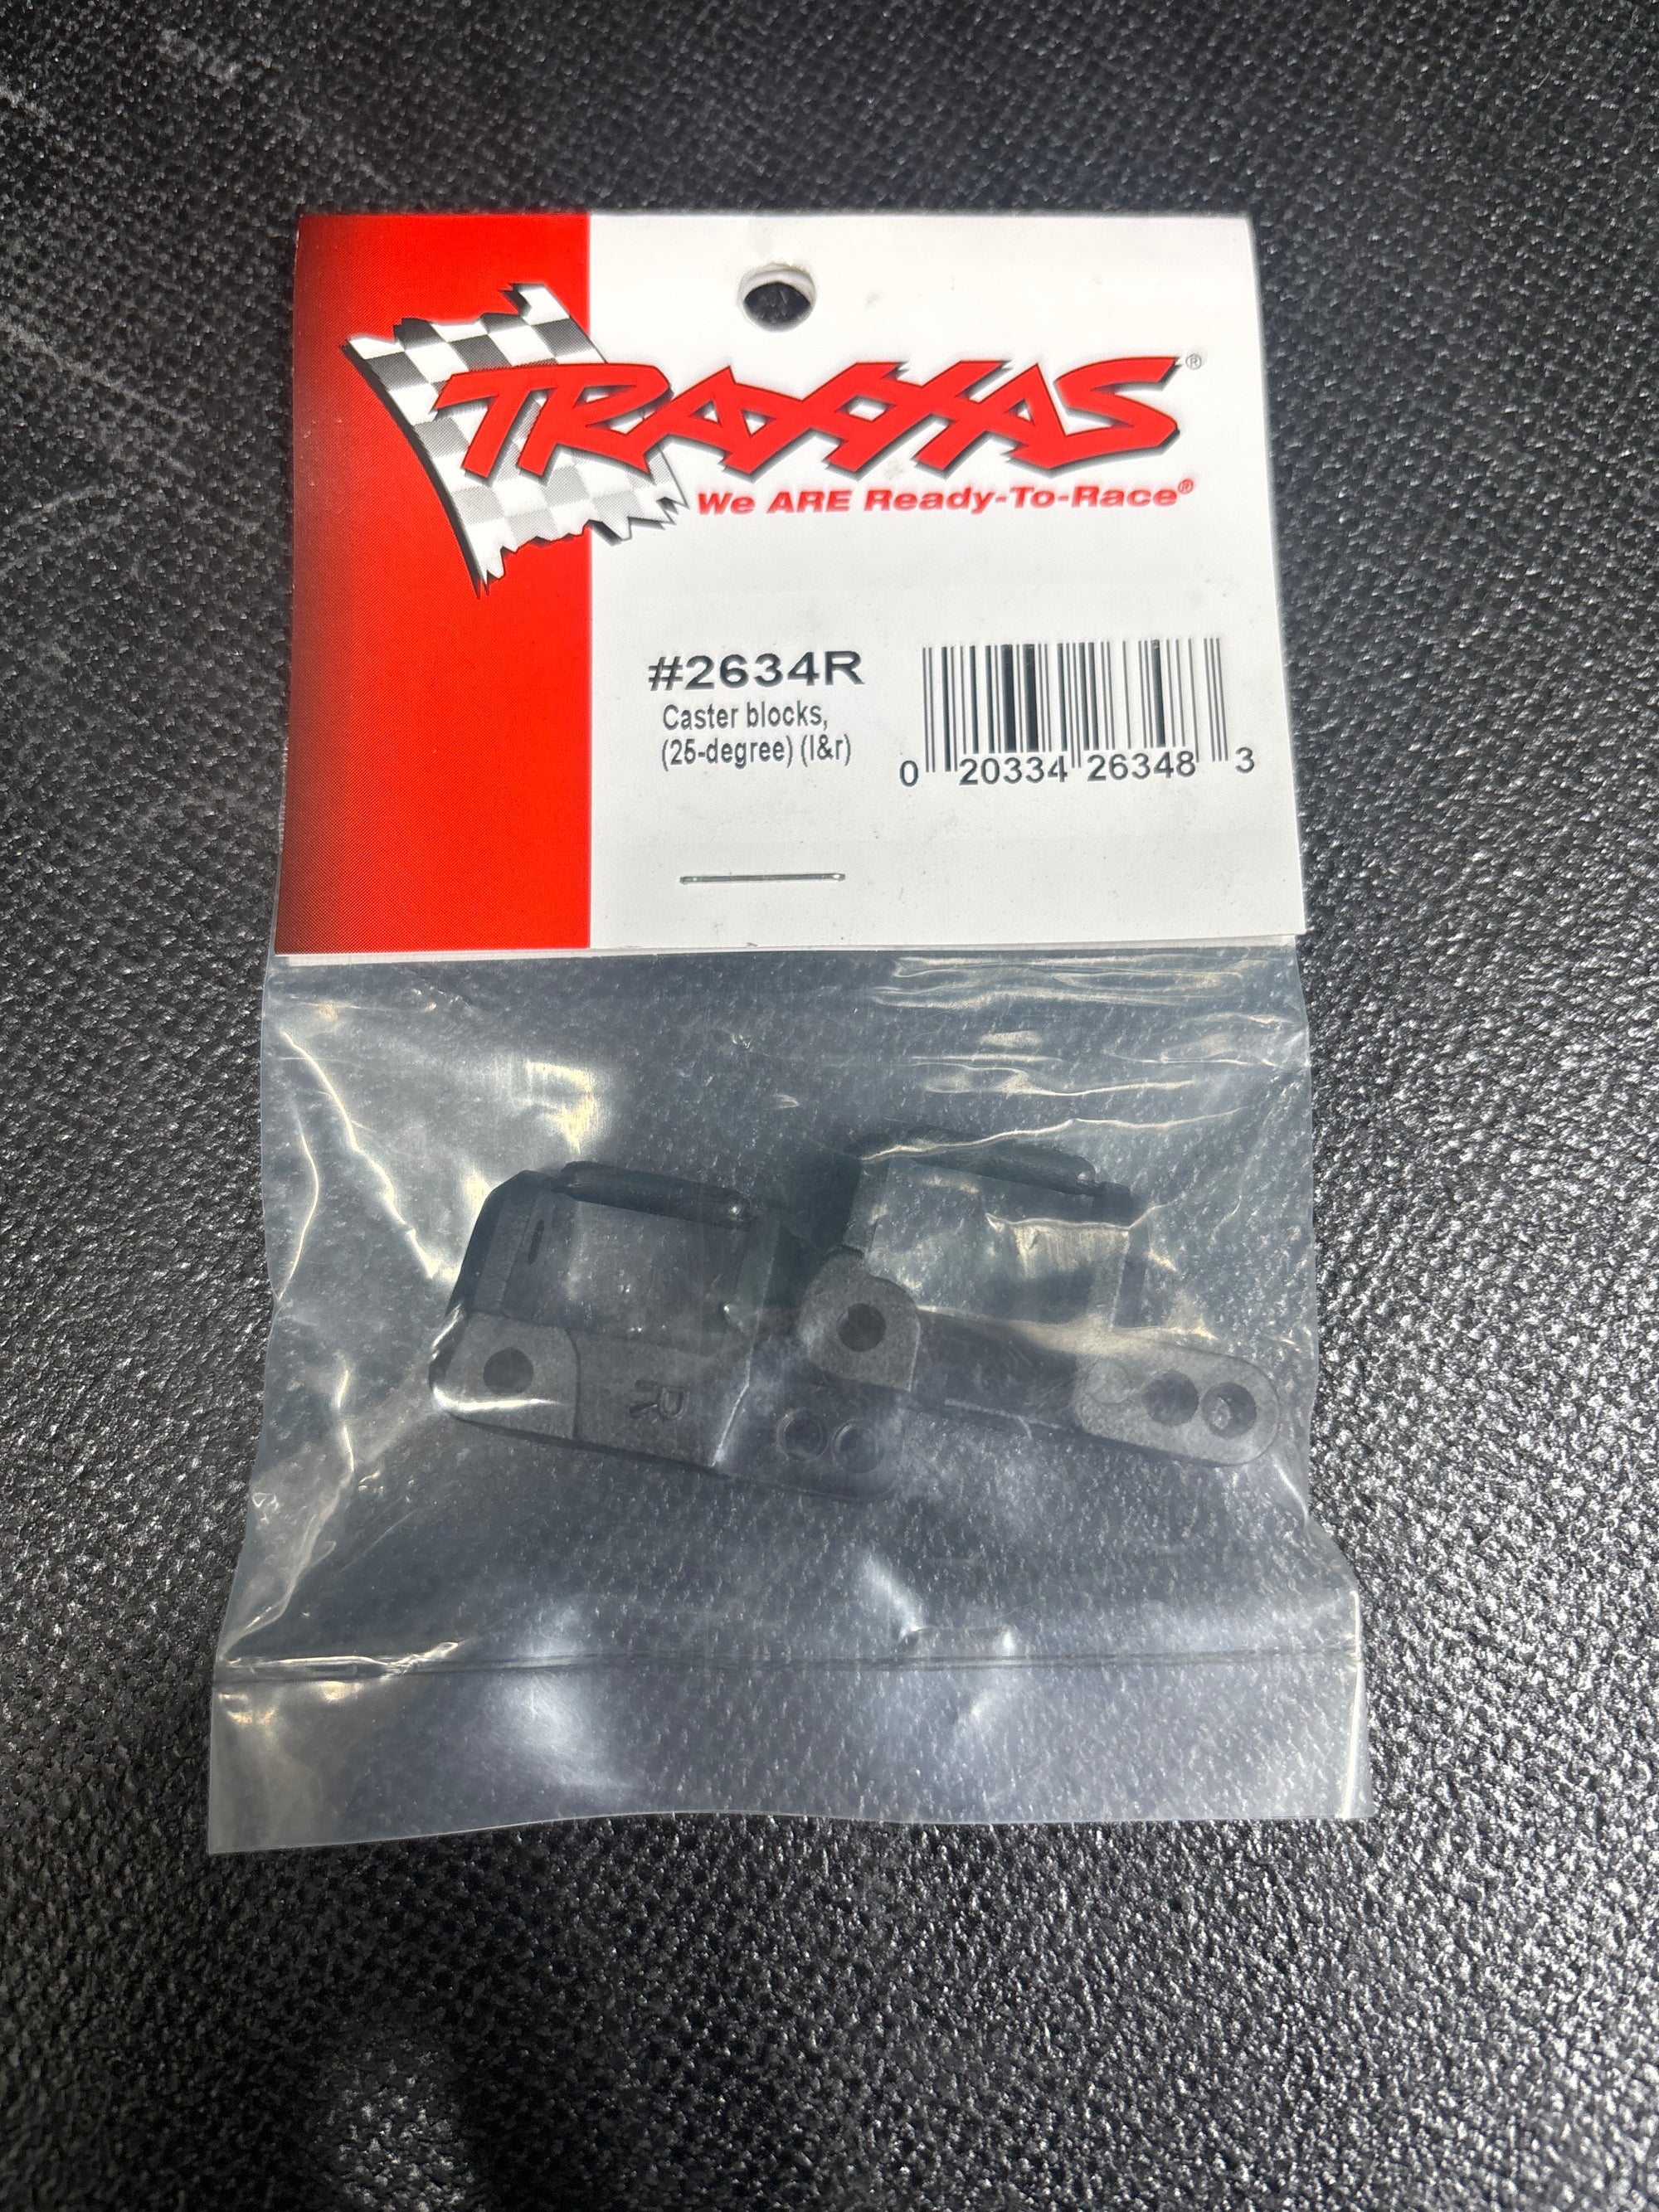 TRAXXAS®
We ARE Ready-To-Race®
#2634R
Caster blocks,
(25-degree) (l&r)
0 20334 26348 3
R